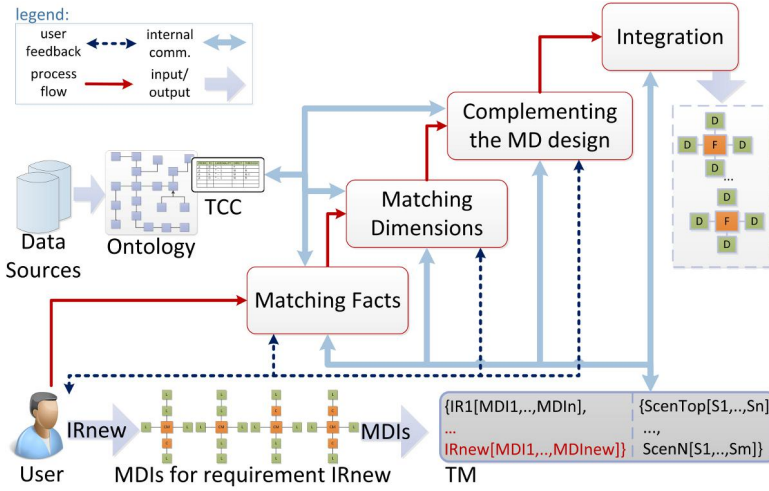 legend:
user feedback
internal comm.
process flow
input/ output
Integration
Complementing
the MD design
Matching
Dimensions
Matching Facts
Data
Sources
Ontology
TCC
D
D
F
D
D
...
D
D
F
D
D
User
IRnew
MDIs for requirement IRnew
MDIs
{IR1[MDI1,..,MDIn],
...
IRnew[MDI1,..,MDInew]}
{ScenTop[S1,..,Sn]
...,
ScenN[S1,..,Sm]}
TM